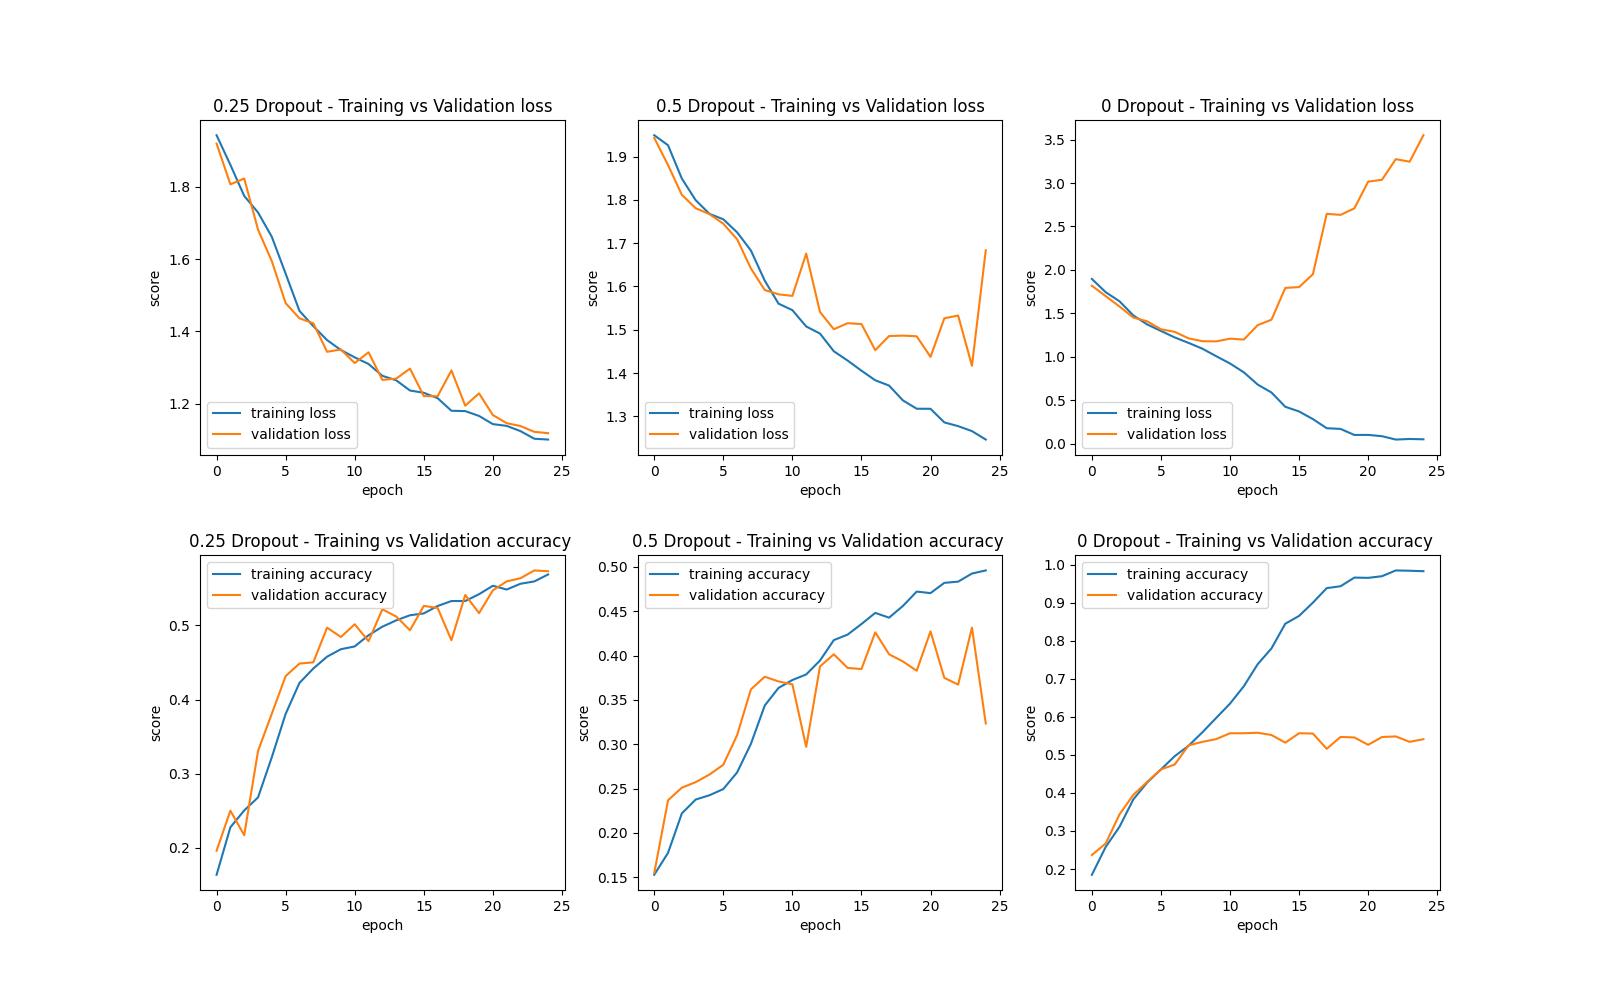 0.25 Dropout - Training vs Validation loss
1.8
1.6
1.4
1.2
score
training loss
validation loss
0 5 10 15 20 25
epoch
0.5 Dropout - Training vs Validation loss
1.9
1.8
1.7
1.6
1.5
1.4
1.3
score
training loss
validation loss
0 5 10 15 20 25
epoch
0 Dropout - Training vs Validation loss
3.5
3.0
2.5
2.0
1.5
1.0
0.5
0.0
score
training loss
validation loss
0 5 10 15 20 25
epoch
0.25 Dropout - Training vs Validation accuracy
training accuracy
validation accuracy
0.5
0.4
0.3
0.2
score
0 5 10 15 20 25
epoch
0.5 Dropout - Training vs Validation accuracy
training accuracy
validation accuracy
0.50
0.45
0.40
0.35
0.30
0.25
0.20
0.15
score
0 5 10 15 20 25
epoch
0 Dropout - Training vs Validation accuracy
training accuracy
validation accuracy
1.0
0.9
0.8
0.7
0.6
0.5
0.4
0.3
0.2
score
0 5 10 15 20 25
epoch